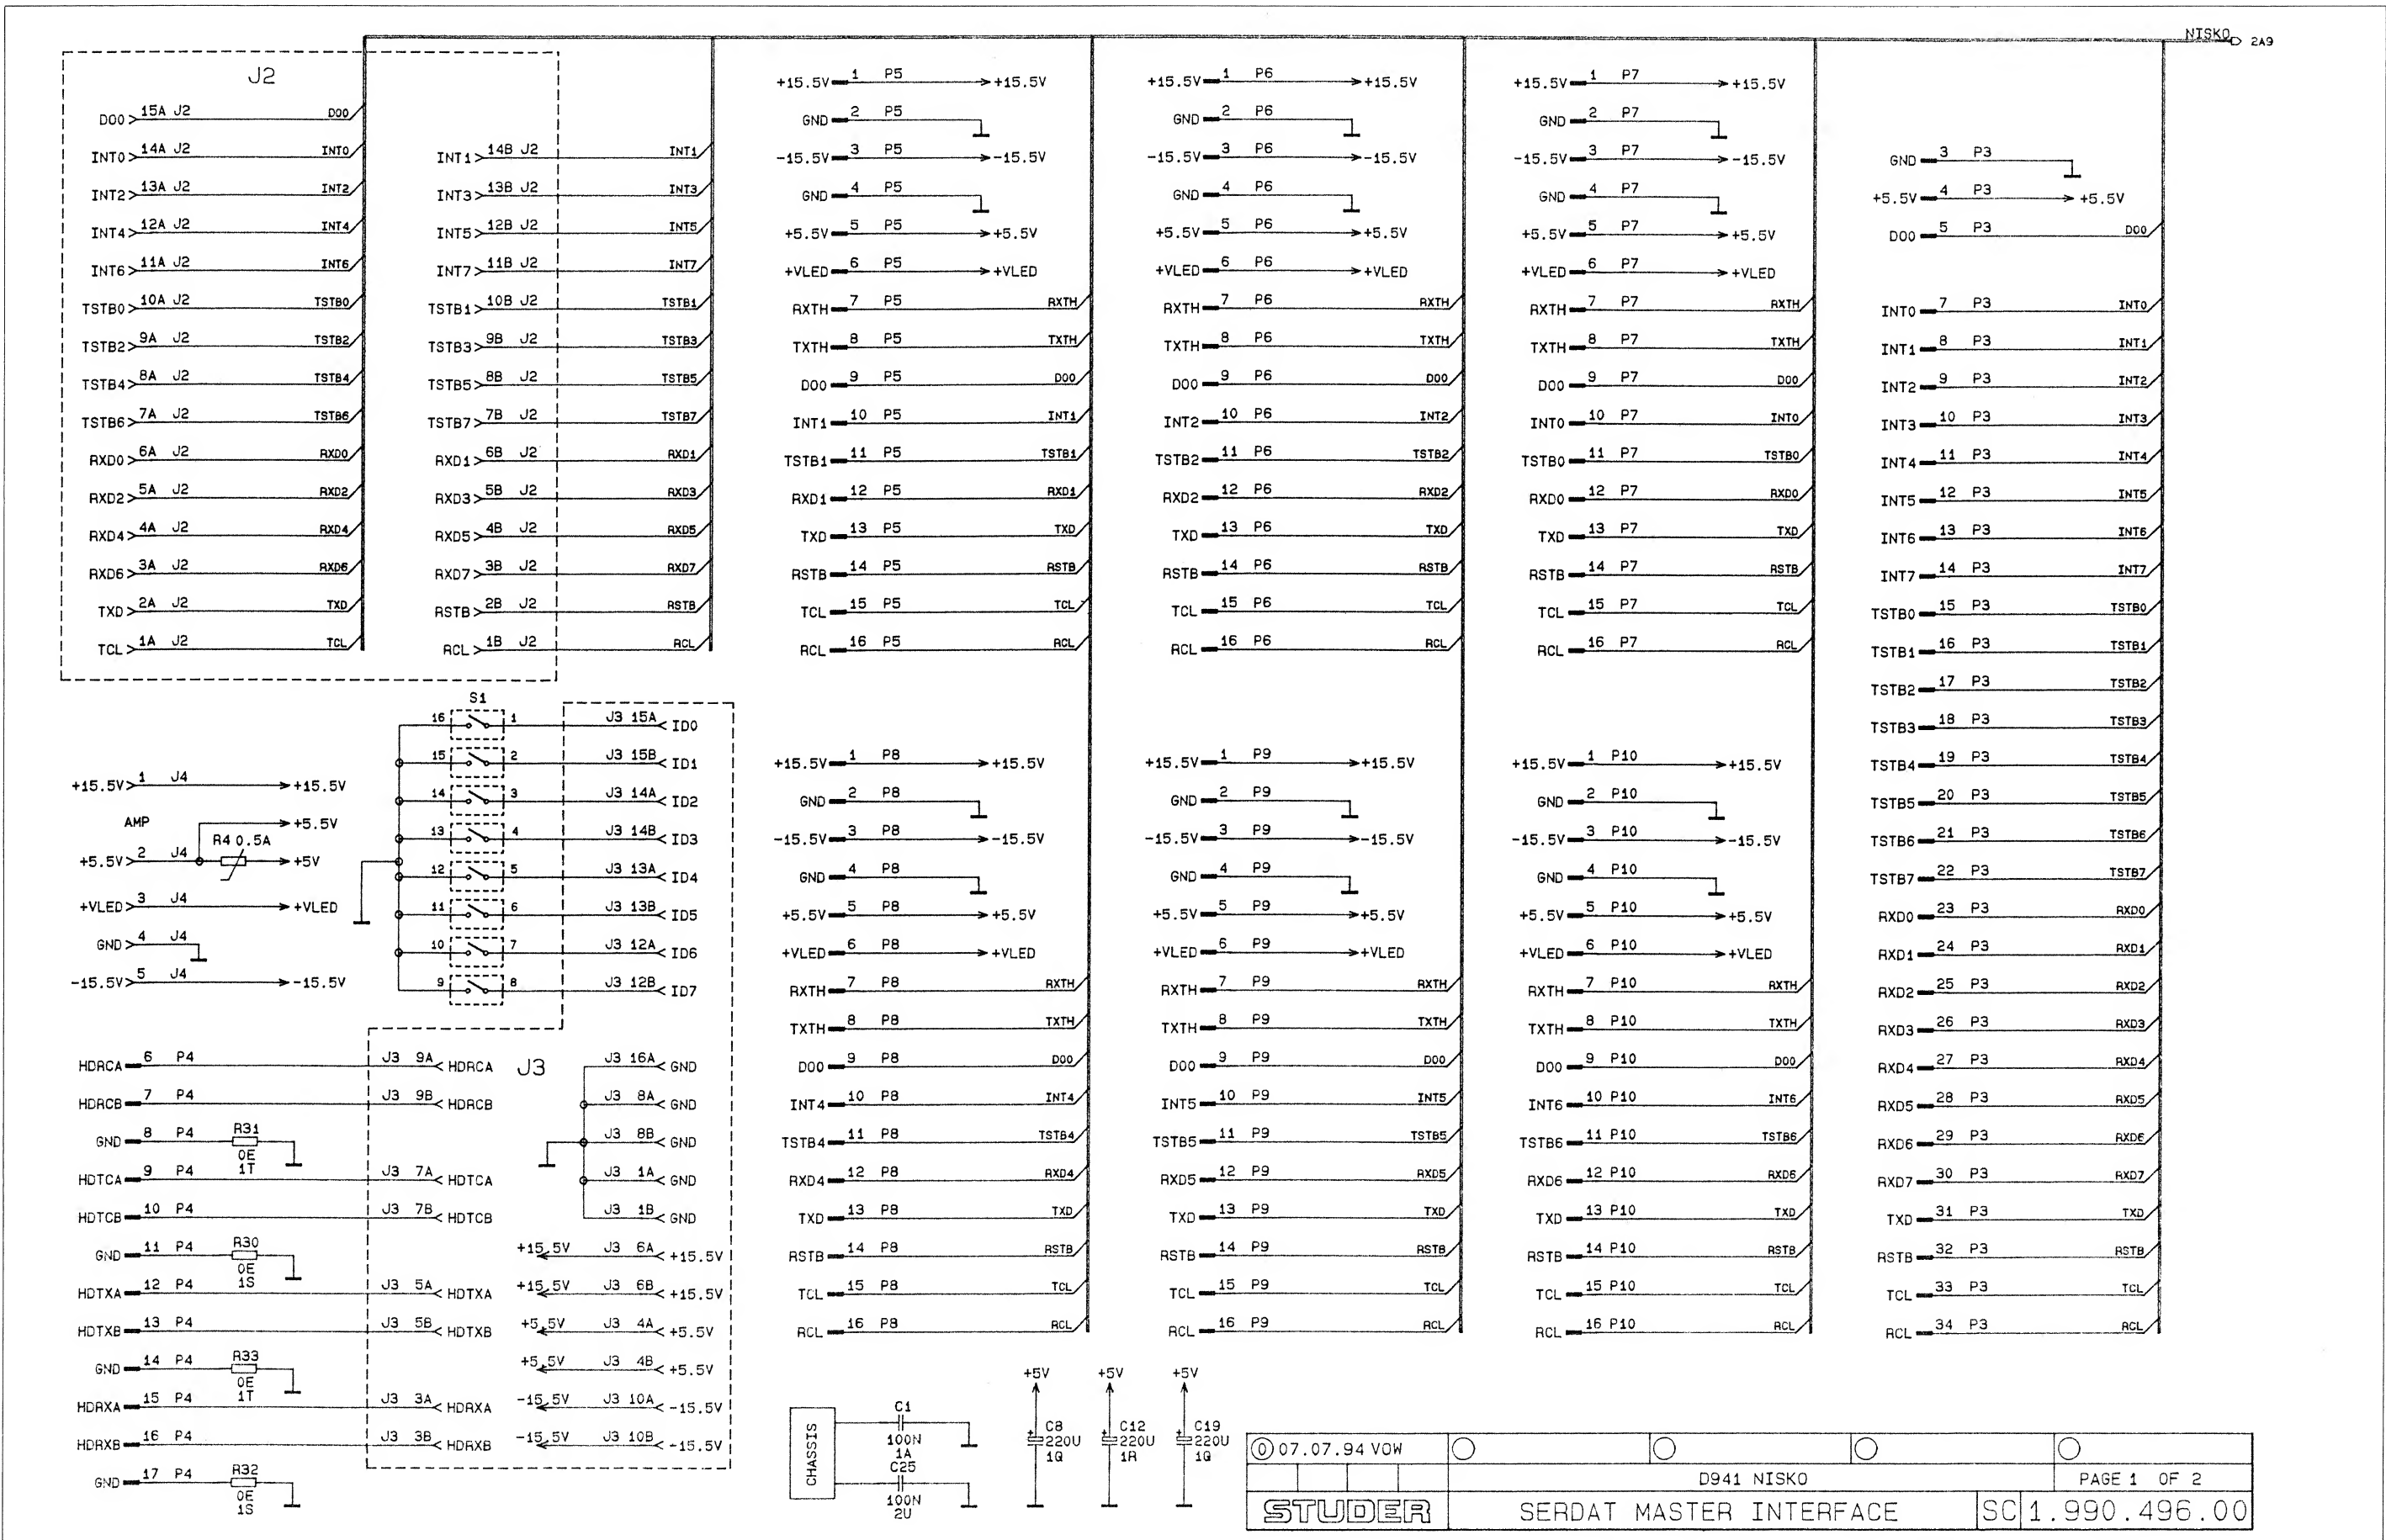 NISKO 2A9
J2
DO0 15A J2 DO0
INT0 14A J2 INT0
INT2 13A J2 INT2
INT4 12A J2 INT4
INT6 11A J2 INT6
TSTB0 10A J2 TSTB0
TSTB2 9A J2 TSTB2
TSTB4 8A J2 TSTB4
TSTB6 7A J2 TSTB6
RXD0 6A J2 RXD0
RXD2 5A J2 RXD2
RXD4 4A J2 RXD4
RXD6 3A J2 RXD6
TXD 2A J2 TXD
TCL 1A J2 TCL
INT1 14B J2 INT1
INT3 13B J2 INT3
INT5 12B J2 INT5
INT7 11B J2 INT7
TSTB1 10B J2 TSTB1
TSTB3 9B J2 TSTB3
TSTB5 8B J2 TSTB5
TSTB7 7B J2 TSTB7
RXD1 6B J2 RXD1
RXD3 5B J2 RXD3
RXD5 4B J2 RXD5
RXD7 3B J2 RXD7
RSTB 2B J2 RSTB
RCL 1B J2 RCL
+15.5V 1 P5 +15.5V
GND 2 P5
-15.5V 3 P5 -15.5V
GND 4 P5
+5.5V 5 P5 +5.5V
+VLED 6 P5 +VLED
RXTH 7 P5 RXTH
TXTH 8 P5 TXTH
DO0 9 P5 DO0
INT1 10 P5 INT1
TSTB1 11 P5 TSTB1
RXD1 12 P5 RXD1
TXD 13 P5 TXD
RSTB 14 P5 RSTB
TCL 15 P5 TCL
RCL 16 P5 RCL
+15.5V 1 P6 +15.5V
GND 2 P6
-15.5V 3 P6 -15.5V
GND 4 P6
+5.5V 5 P6 +5.5V
+VLED 6 P6 +VLED
RXTH 7 P6 RXTH
TXTH 8 P6 TXTH
DO0 9 P6 DO0
INT2 10 P6 INT2
TSTB2 11 P6 TSTB2
RXD2 12 P6 RXD2
TXD 13 P6 TXD
RSTB 14 P6 RSTB
TCL 15 P6 TCL
RCL 16 P6 RCL
+15.5V 1 P7 +15.5V
GND 2 P7
-15.5V 3 P7 -15.5V
GND 4 P7
+5.5V 5 P7 +5.5V
+VLED 6 P7 +VLED
RXTH 7 P7 RXTH
TXTH 8 P7 TXTH
DO0 9 P7 DO0
INT0 10 P7 INT0
TSTB0 11 P7 TSTB0
RXD0 12 P7 RXD0
TXD 13 P7 TXD
RSTB 14 P7 RSTB
TCL 15 P7 TCL
RCL 16 P7 RCL
GND 3 P3
+5.5V 4 P3 +5.5V
DO0 5 P3 DO0
INT0 7 P3 INT0
INT1 8 P3 INT1
INT2 9 P3 INT2
INT3 10 P3 INT3
INT4 11 P3 INT4
INT5 12 P3 INT5
INT6 13 P3 INT6
INT7 14 P3 INT7
TSTB0 15 P3 TSTB0
TSTB1 16 P3 TSTB1
TSTB2 17 P3 TSTB2
TSTB3 18 P3 TSTB3
TSTB4 19 P3 TSTB4
TSTB5 20 P3 TSTB5
TSTB6 21 P3 TSTB6
TSTB7 22 P3 TSTB7
RXD0 23 P3 RXD0
RXD1 24 P3 RXD1
RXD2 25 P3 RXD2
RXD3 26 P3 RXD3
RXD4 27 P3 RXD4
RXD5 28 P3 RXD5
RXD6 29 P3 RXD6
RXD7 30 P3 RXD7
TXD 31 P3 TXD
RSTB 32 P3 RSTB
TCL 33 P3 TCL
RCL 34 P3 RCL
+15.5V 1 J4 +15.5V
AMP +5.5V
R4 0.5A
+5.5V 2 J4 +5V
+VLED 3 J4 +VLED
GND 4 J4
-15.5V 5 J4 -15.5V
S1
16 1 J3 15A ID0
15 2 J3 15B ID1
14 3 J3 14A ID2
13 4 J3 14B ID3
12 5 J3 13A ID4
11 6 J3 13B ID5
10 7 J3 12A ID6
9 8 J3 12B ID7
HDRCA 6 P4 J3 9A HDRCA
HDRCB 7 P4 J3 9B HDRCB
GND 8 P4 R31
0E
1T
HDTCA 9 P4 J3 7A HDTCA
HDTCB 10 P4 J3 7B HDTCB
GND 11 P4 R30
0E
1S
HDTXA 12 P4 J3 5A HDTXA
HDTXB 13 P4 J3 5B HDTXB
GND 14 P4 R33
0E
1T
HDRXA 15 P4 J3 3A HDRXA
HDRXB 16 P4 J3 3B HDRXB
GND 17 P4 R32
0E
1S
J3
J3 16A GND
J3 8A GND
J3 8B GND
J3 1A GND
J3 1B GND
+15.5V J3 6A +15.5V
+15.5V J3 6B +15.5V
+5.5V J3 4A +5.5V
+5.5V J3 4B +5.5V
-15.5V J3 10A -15.5V
-15.5V J3 10B -15.5V
+15.5V 1 P8 +15.5V
GND 2 P8
-15.5V 3 P8 -15.5V
GND 4 P8
+5.5V 5 P8 +5.5V
+VLED 6 P8 +VLED
RXTH 7 P8 RXTH
TXTH 8 P8 TXTH
DO0 9 P8 DO0
INT4 10 P8 INT4
TSTB4 11 P8 TSTB4
RXD4 12 P8 RXD4
TXD 13 P8 TXD
RSTB 14 P8 RSTB
TCL 15 P8 TCL
RCL 16 P8 RCL
+15.5V 1 P9 +15.5V
GND 2 P9
-15.5V 3 P9 -15.5V
GND 4 P9
+5.5V 5 P9 +5.5V
+VLED 6 P9 +VLED
RXTH 7 P9 RXTH
TXTH 8 P9 TXTH
DO0 9 P9 DO0
INT5 10 P9 INT5
TSTB5 11 P9 TSTB5
RXD5 12 P9 RXD5
TXD 13 P9 TXD
RSTB 14 P9 RSTB
TCL 15 P9 TCL
RCL 16 P9 RCL
+15.5V 1 P10 +15.5V
GND 2 P10
-15.5V 3 P10 -15.5V
GND 4 P10
+5.5V 5 P10 +5.5V
+VLED 6 P10 +VLED
RXTH 7 P10 RXTH
TXTH 8 P10 TXTH
DO0 9 P10 DO0
INT6 10 P10 INT6
TSTB6 11 P10 TSTB6
RXD6 12 P10 RXD6
TXD 13 P10 TXD
RSTB 14 P10 RSTB
TCL 15 P10 TCL
RCL 16 P10 RCL
CHASSIS
C1
100N
1A
C25
100N
2U
+5V +5V +5V
C8 C12 C19
220U 220U 220U
1Q 1R 1Q
0 07.07.94 VOW
D941 NISKO PAGE 1 OF 2
STUDER SERDAT MASTER INTERFACE SC 1.990.496.00